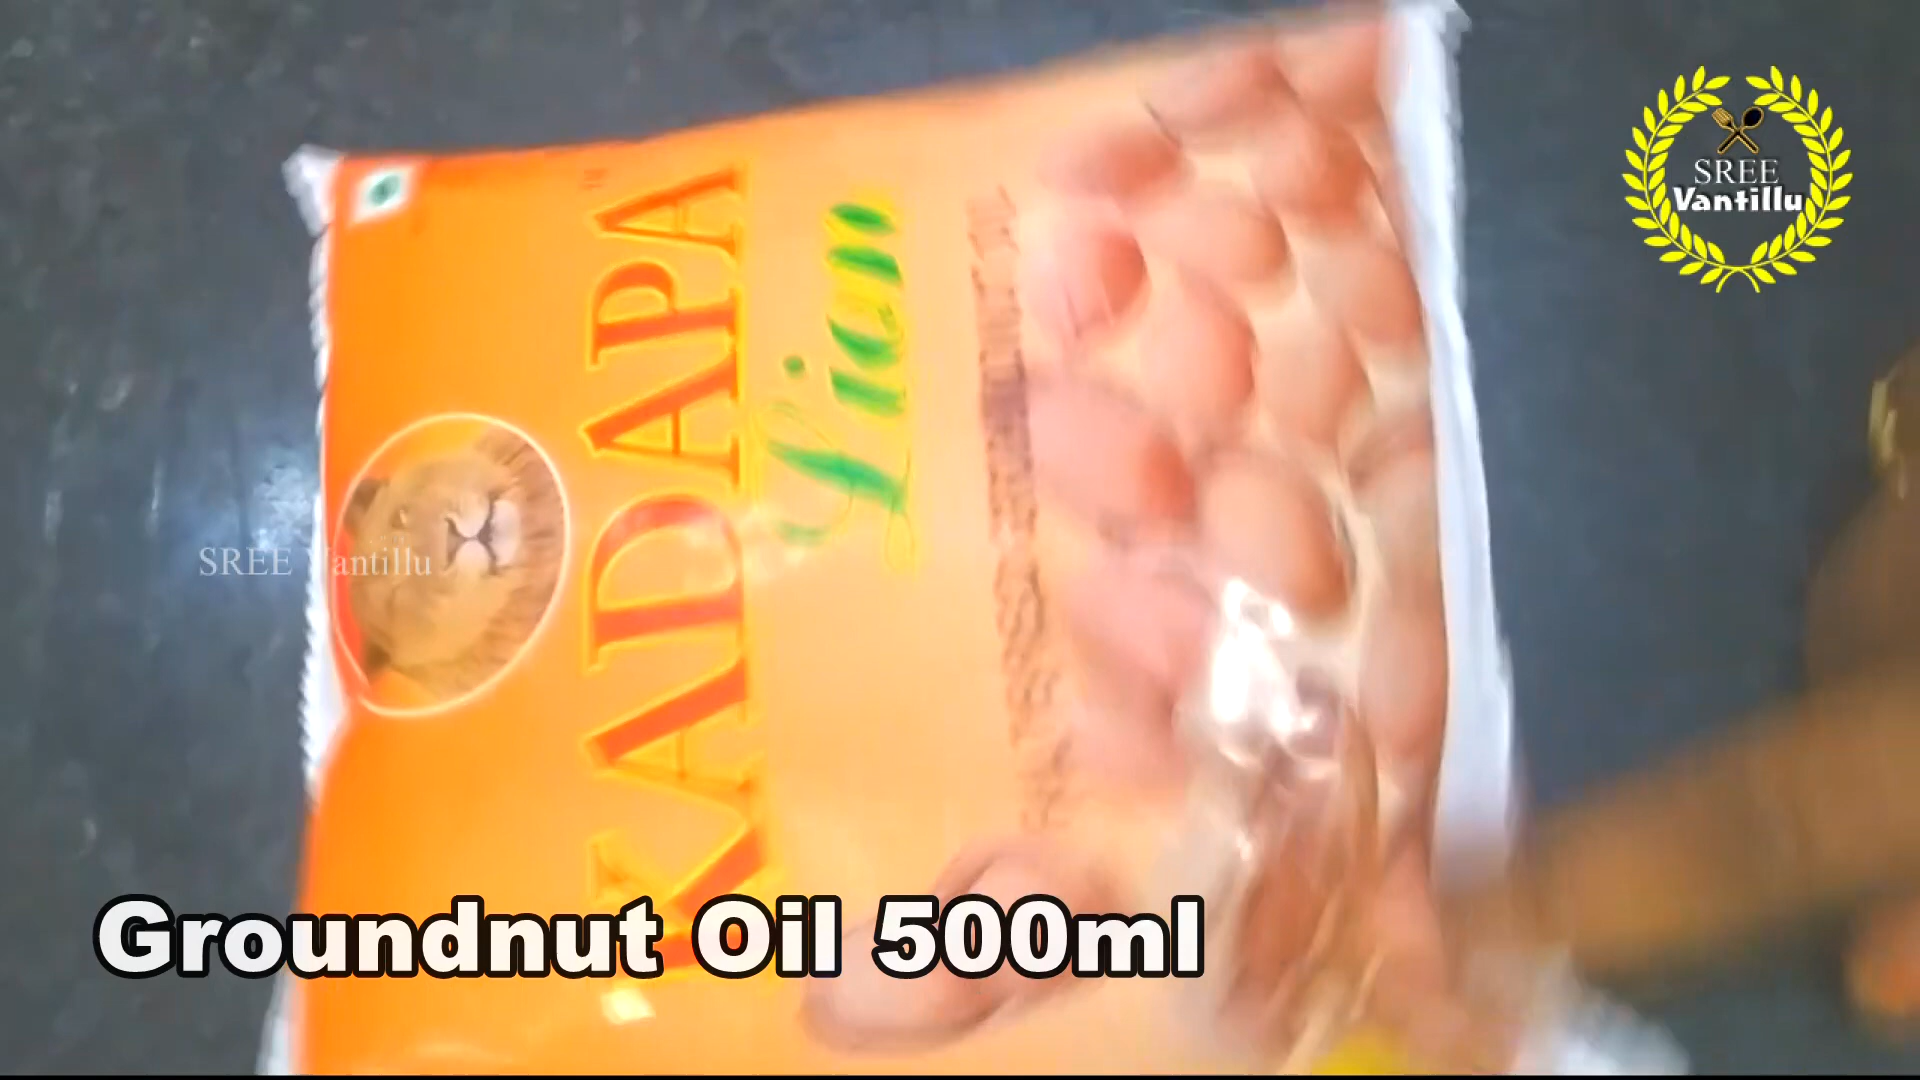 SREE
Vantillu
KADAPA
Lion
SREE Vantillu
Groundnut Oil 500ml